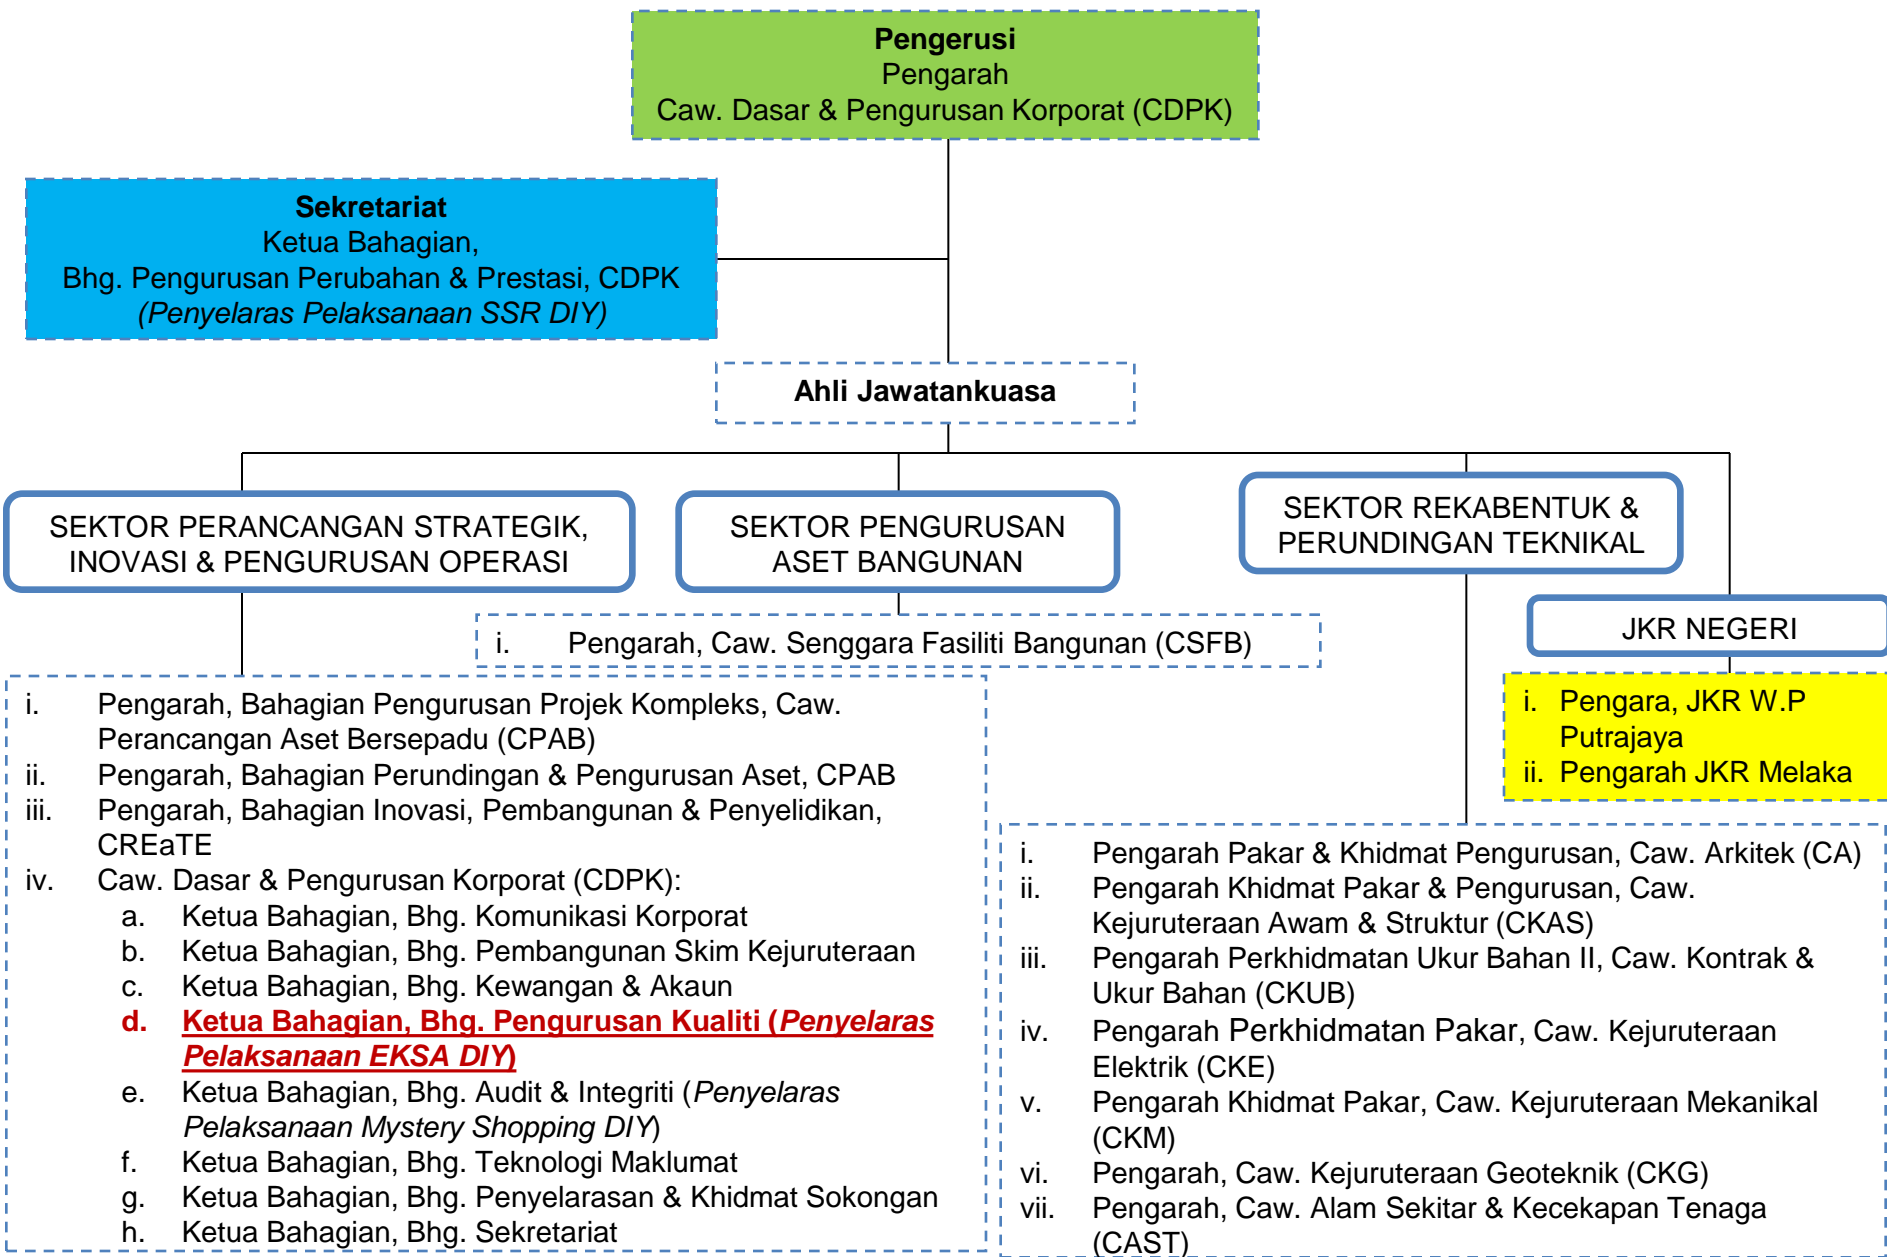 Pengerusi
Pengarah
Caw. Dasar & Pengurusan Korporat (CDPK)
Sekretariat
Ketua Bahagian,
Bhg. Pengurusan Perubahan & Prestasi, CDPK
(Penyelaras Pelaksanaan SSR DIY)
Ahli Jawatankuasa
SEKTOR PERANCANGAN STRATEGIK,
INOVASI & PENGURUSAN OPERASI
SEKTOR PENGURUSAN
ASET BANGUNAN
SEKTOR REKABENTUK &
PERUNDINGAN TEKNIKAL
JKR NEGERI
i. Pengarah, Caw. Senggara Fasiliti Bangunan (CSFB)
i. Pengarah, Bahagian Pengurusan Projek Kompleks, Caw.
Perancangan Aset Bersepadu (CPAB)
ii. Pengarah, Bahagian Perundingan & Pengurusan Aset, CPAB
iii. Pengarah, Bahagian Inovasi, Pembangunan & Penyelidikan,
CREaTE
iv. Caw. Dasar & Pengurusan Korporat (CDPK):
a. Ketua Bahagian, Bhg. Komunikasi Korporat
b. Ketua Bahagian, Bhg. Pembangunan Skim Kejuruteraan
c. Ketua Bahagian, Bhg. Kewangan & Akaun
d. Ketua Bahagian, Bhg. Pengurusan Kualiti (Penyelaras
Pelaksanaan EKSA DIY)
e. Ketua Bahagian, Bhg. Audit & Integriti (Penyelaras
Pelaksanaan Mystery Shopping DIY)
f. Ketua Bahagian, Bhg. Teknologi Maklumat
g. Ketua Bahagian, Bhg. Penyelarasan & Khidmat Sokongan
h. Ketua Bahagian, Bhg. Sekretariat
i. Pengara, JKR W.P
Putrajaya
ii. Pengarah JKR Melaka
i. Pengarah Pakar & Khidmat Pengurusan, Caw. Arkitek (CA)
ii. Pengarah Khidmat Pakar & Pengurusan, Caw.
Kejuruteraan Awam & Struktur (CKAS)
iii. Pengarah Perkhidmatan Ukur Bahan II, Caw. Kontrak &
Ukur Bahan (CKUB)
iv. Pengarah Perkhidmatan Pakar, Caw. Kejuruteraan
Elektrik (CKE)
v. Pengarah Khidmat Pakar, Caw. Kejuruteraan Mekanikal
(CKM)
vi. Pengarah, Caw. Kejuruteraan Geoteknik (CKG)
vii. Pengarah, Caw. Alam Sekitar & Kecekapan Tenaga
(CAST)